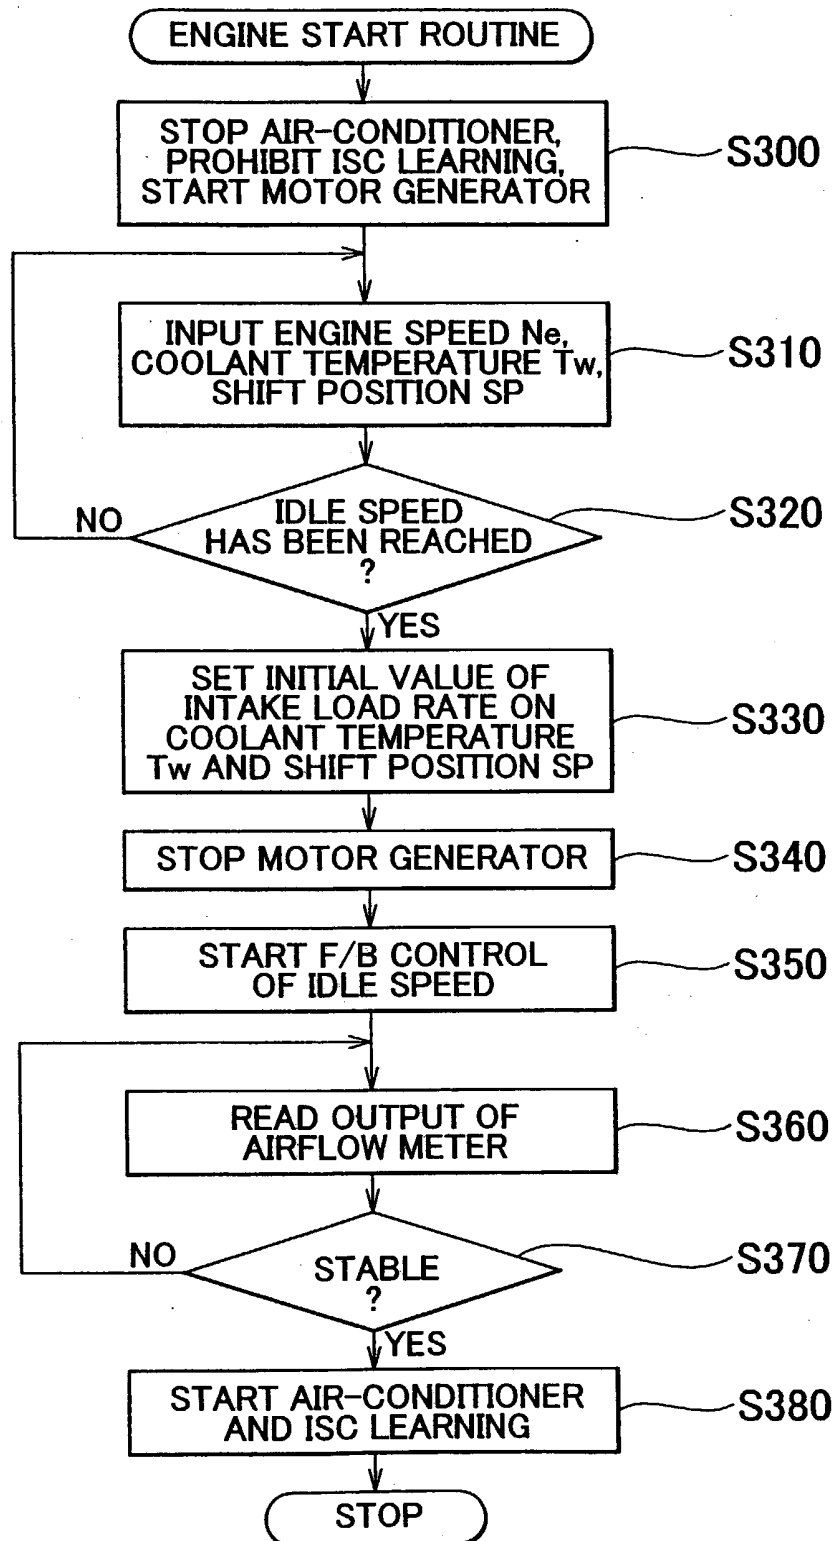 ENGINE START ROUTINE
STOP AIR-CONDITIONER,
PROHIBIT ISC LEARNING,
START MOTOR GENERATOR
S300
INPUT ENGINE SPEED Ne,
COOLANT TEMPERATURE Tw,
SHIFT POSITION SP
S310
IDLE SPEED
HAS BEEN REACHED
?
S320
NO
YES
SET INITIAL VALUE OF
INTAKE LOAD RATE ON
COOLANT TEMPERATURE
Tw AND SHIFT POSITION SP
S330
STOP MOTOR GENERATOR
S340
START F/B CONTROL
OF IDLE SPEED
S350
READ OUTPUT OF
AIRFLOW METER
S360
STABLE
?
S370
NO
YES
START AIR-CONDITIONER
AND ISC LEARNING
S380
STOP